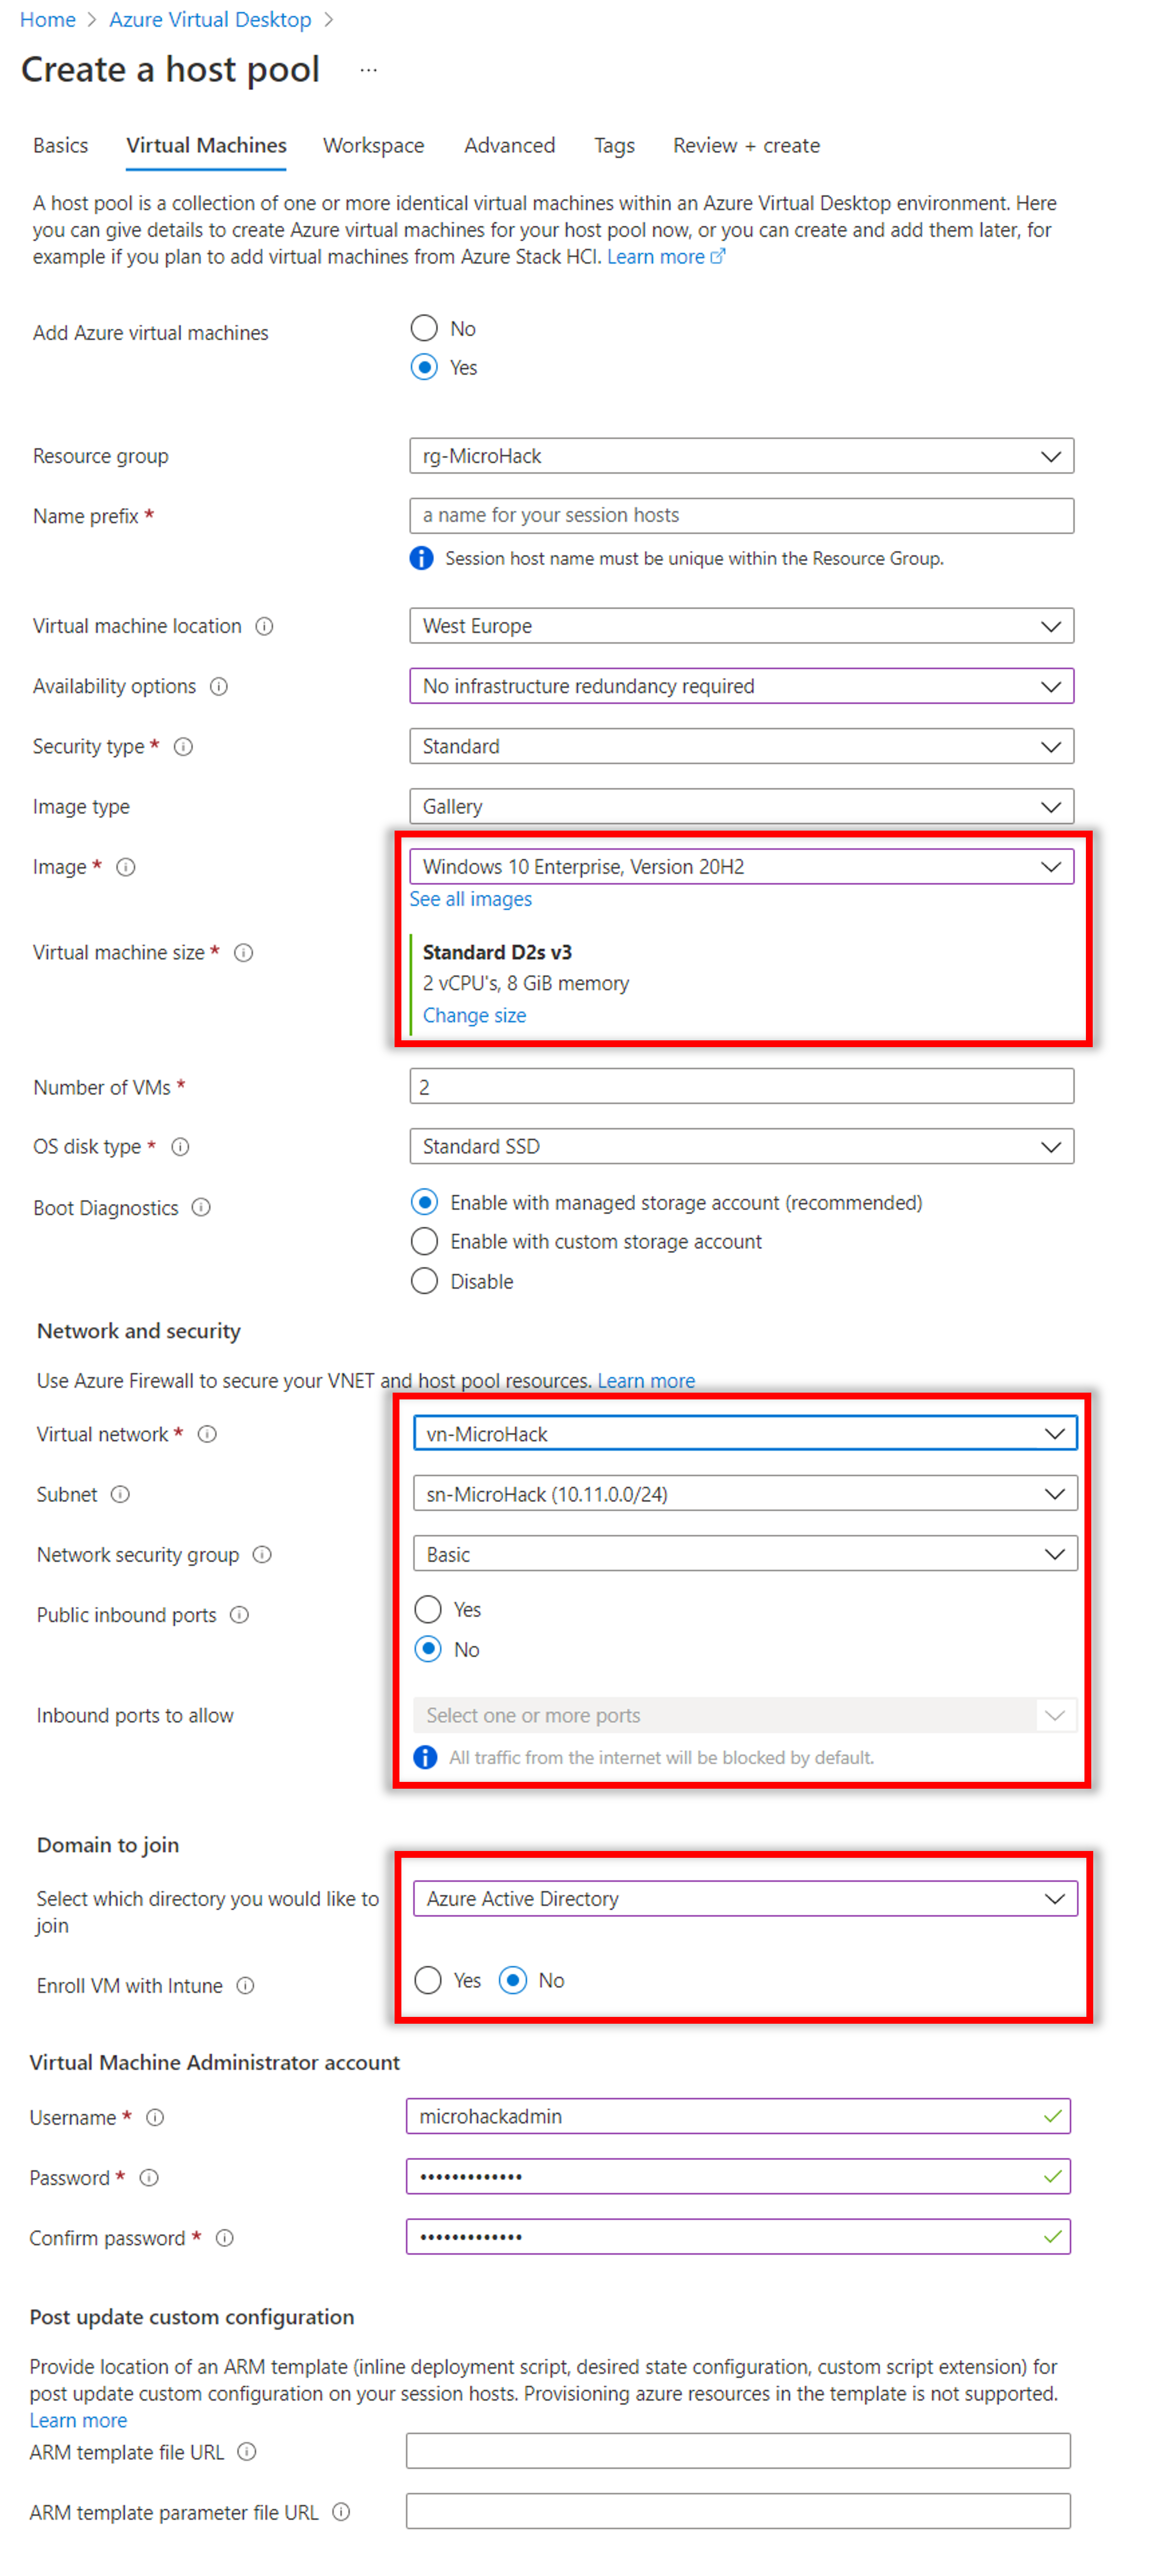 Home > Azure Virtual Desktop >
Create a host pool ...
Basics Virtual Machines Workspace Advanced Tags Review + create
A host pool is a collection of one or more identical virtual machines within an Azure Virtual Desktop environment. Here
you can give details to create Azure virtual machines for your host pool now, or you can create and add them later, for
example if you plan to add virtual machines from Azure Stack HCI. Learn more
Add Azure virtual machines
No
Yes
Resource group
rg-MicroHack
Name prefix *
a name for your session hosts
Session host name must be unique within the Resource Group.
Virtual machine location
West Europe
Availability options
No infrastructure redundancy required
Security type *
Standard
Image type
Gallery
Image *
Windows 10 Enterprise, Version 20H2
See all images
Virtual machine size *
Standard D2s v3
2 vCPU's, 8 GiB memory
Change size
Number of VMs *
2
OS disk type *
Standard SSD
Boot Diagnostics
Enable with managed storage account (recommended)
Enable with custom storage account
Disable
Network and security
Use Azure Firewall to secure your VNET and host pool resources. Learn more
Virtual network *
vn-MicroHack
Subnet
sn-MicroHack (10.11.0.0/24)
Network security group
Basic
Public inbound ports
Yes
No
Inbound ports to allow
Select one or more ports
All traffic from the internet will be blocked by default.
Domain to join
Select which directory you would like to
join
Azure Active Directory
Enroll VM with Intune
Yes No
Virtual Machine Administrator account
Username *
microhackadmin
Password *
•••••••••••••
Confirm password *
•••••••••••••
Post update custom configuration
Provide location of an ARM template (inline deployment script, desired state configuration, custom script extension) for
post update custom configuration on your session hosts. Provisioning azure resources in the template is not supported.
Learn more
ARM template file URL
ARM template parameter file URL